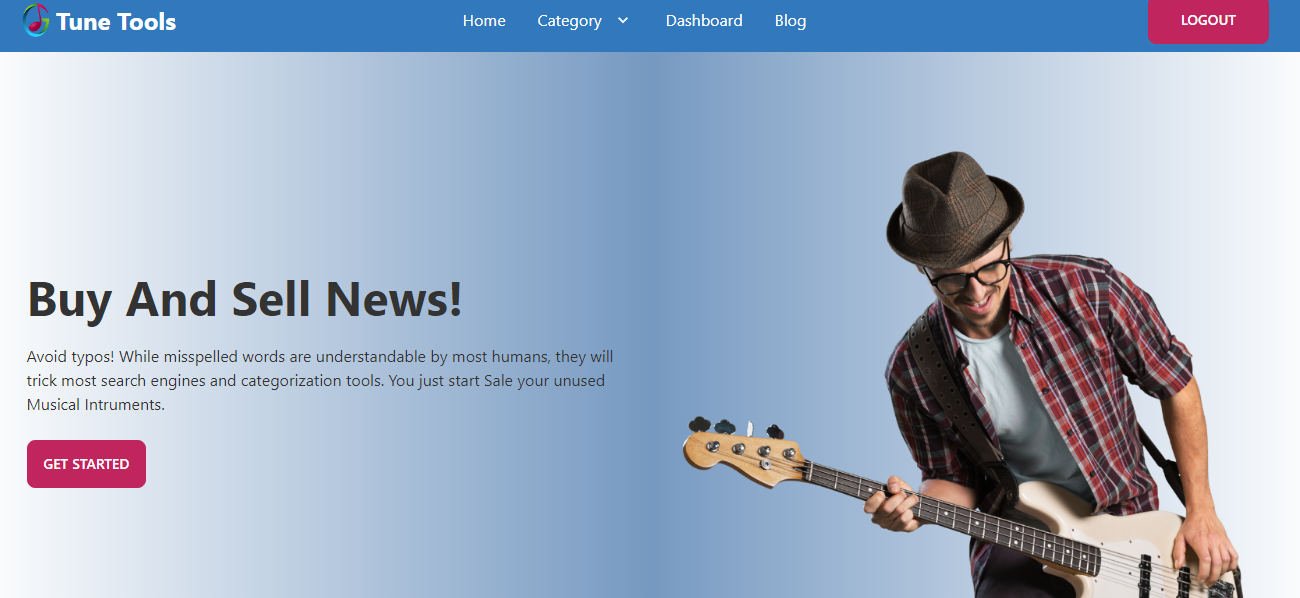 Tune Tools
Home
Category
Dashboard
Blog
LOGOUT
Buy And Sell News!
Avoid typos! While misspelled words are understandable by most humans, they will
trick most search engines and categorization tools. You just start Sale your unused
Musical Intruments.
GET STARTED